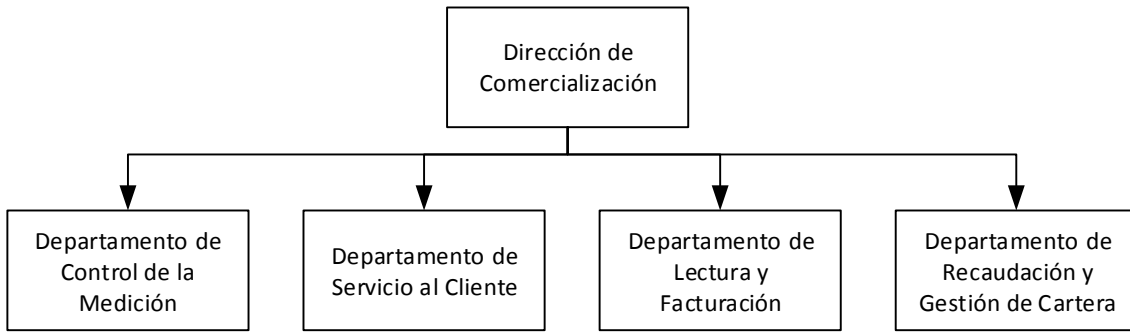 Dirección de
Comercialización
Departamento de
Control de la
Medición
Departamento de
Servicio al Cliente
Departamento de
Lectura y
Facturación
Departamento de
Recaudación y
Gestión de Cartera